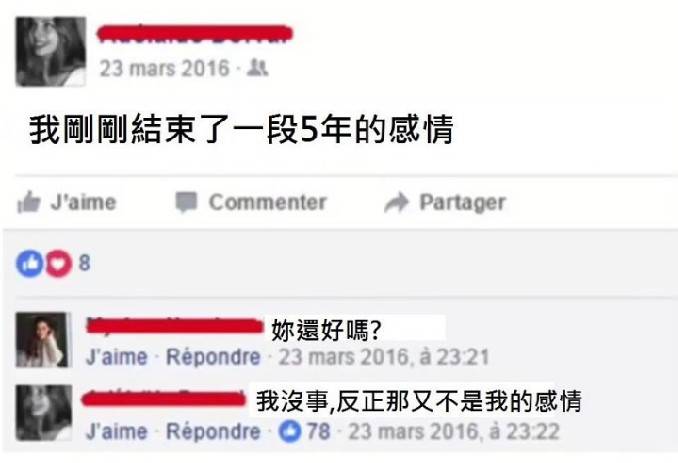 23 mars 2016 ·
我剛剛結束了一段5年的感情
J'aime Commenter Partager
8
妳還好嗎?
J'aime · Répondre · 23 mars 2016, à 23:21
我沒事,反正那又不是我的感情
J'aime · Répondre · 78 · 23 mars 2016, à 23:22